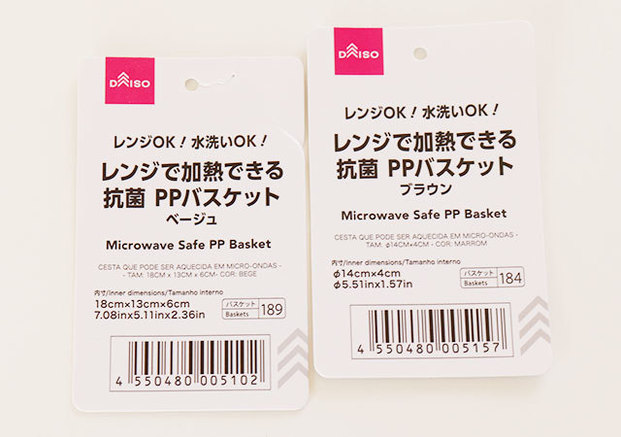 DAISO
レンジOK！水洗いOK！
レンジで加熱できる
抗菌 PPバスケット
ベージュ
Microwave Safe PP Basket
CESTA QUE PODE SER AQUECIDA EM MICRO-ONDAS -
- TAM: 18CM x 13CM x 6CM- COR: BEGE
内寸/Inner dimensions/Tamanho interno
18cm×13cm×6cm
7.08in×5.11in×2.36in
バスケット
Baskets
189
4 550480 005102
DAISO
レンジOK！水洗いOK！
レンジで加熱できる
抗菌 PPバスケット
ブラウン
Microwave Safe PP Basket
CESTA QUE PODE SER AQUECIDA EM MICRO-ONDAS -
TAM: φ14CM×4CM - COR: MARROM
内寸/Inner dimensions/Tamanho interno
φ14cm×4cm
φ5.51in×1.57in
バスケット
Baskets
184
4 550480 005157